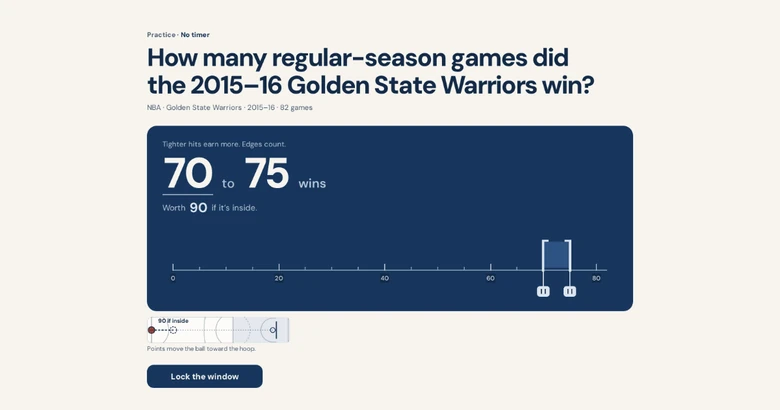 Practice · No timer
How many regular-season games did
the 2015–16 Golden State Warriors win?
NBA · Golden State Warriors · 2015–16 · 82 games
Tighter hits earn more. Edges count.
70 to 75 wins
Worth 90 if it's inside.
0 20 40 60 80
90 if inside
Points move the ball toward the hoop.
Lock the window